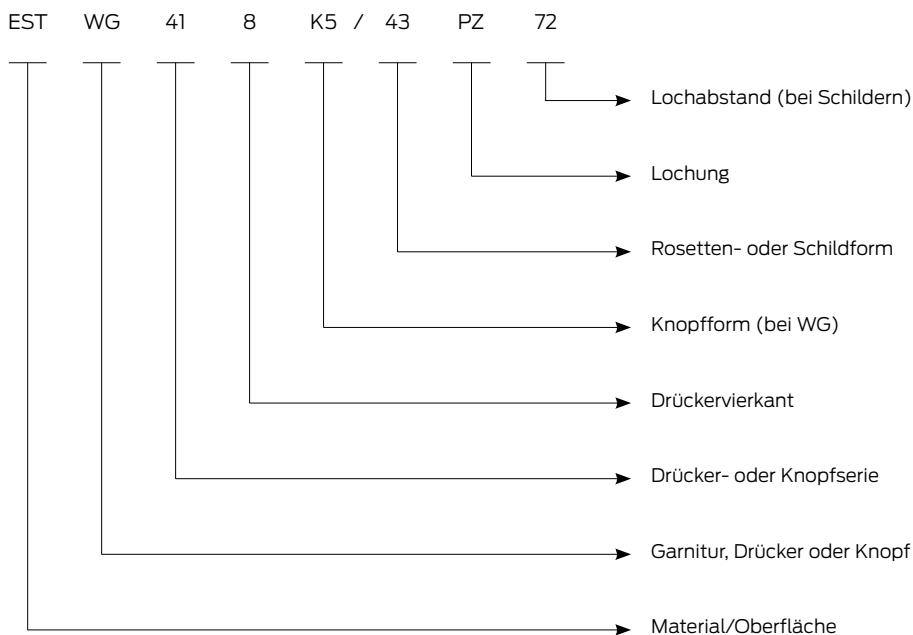 EST WG 41 8 K5 / 43 PZ 72
Lochabstand (bei Schildern)
Lochung
Rosetten- oder Schildform
Knopfform (bei WG)
Drückervierkant
Drücker- oder Knopfserie
Garnitur, Drücker oder Knopf
Material/Oberfläche